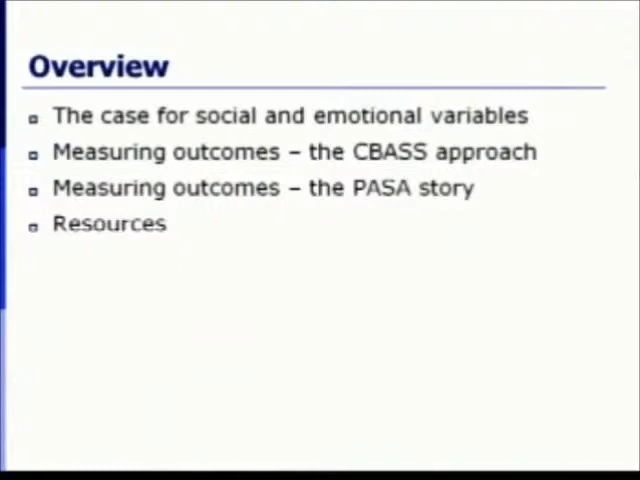 Overview
The case for social and emotional variables
Measuring outcomes – the CBASS approach
Measuring outcomes – the PASA story
Resources